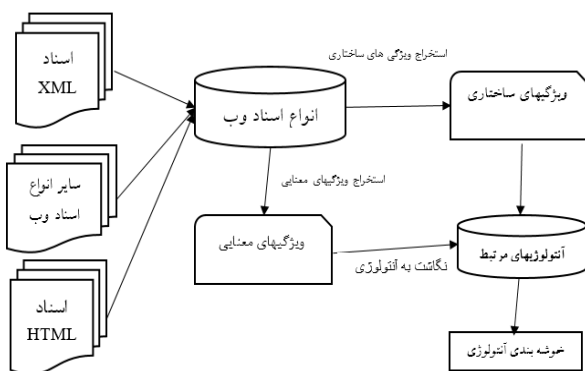 اسناد
XML
سایر انواع
اسناد وب
اسناد
HTML
انواع اسناد وب
استخراج ویژگی های ساختاری
ویژگیهای ساختاری
استخراج ویژگیهای معنایی
ویژگیهای معنایی
نگاشت به آنتولوژی
آنتولوژیهای مرتبط
خوشه بندی آنتولوژی